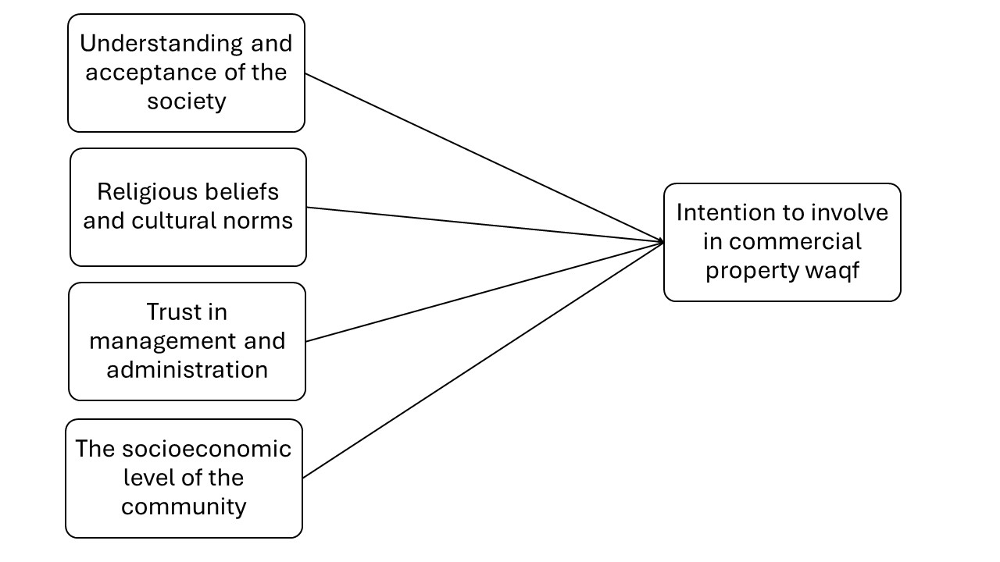 Understanding and
acceptance of the
society
Religious beliefs
and cultural norms
Trust in
management and
administration
The socioeconomic
level of the
community
Intention to involve
in commercial
property waqf